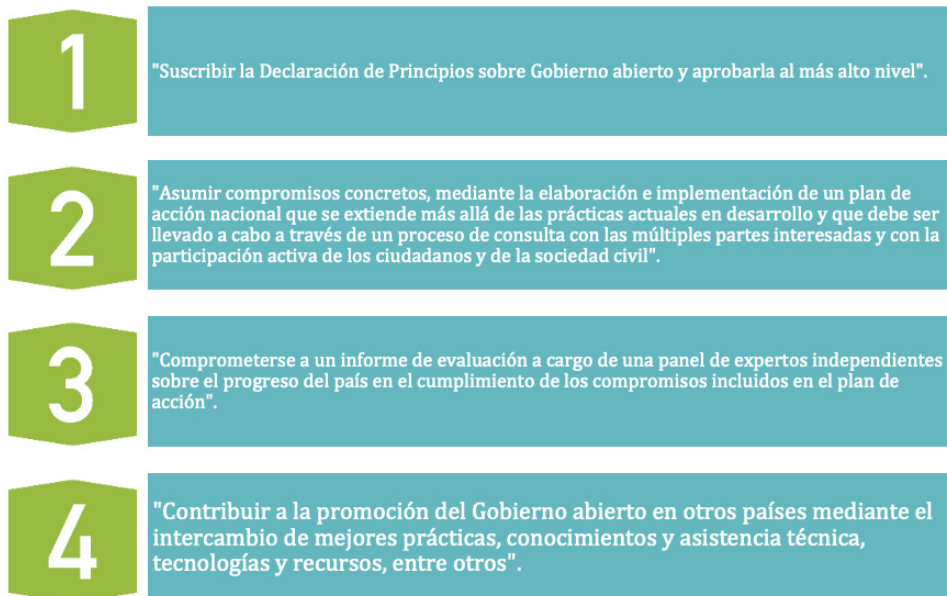 1
"Suscribir la Declaración de Principios sobre Gobierno abierto y aprobarla al más alto nivel".
2
"Asumir compromisos concretos, mediante la elaboración e implementación de un plan de
acción nacional que se extiende más allá de las prácticas actuales en desarrollo y que debe ser
llevado a cabo a través de un proceso de consulta con las múltiples partes interesadas y con la
participación activa de los ciudadanos y de la sociedad civil".
3
"Comprometerse a un informe de evaluación a cargo de una panel de expertos independientes
sobre el progreso del país en el cumplimiento de los compromisos incluidos en el plan de
acción".
4
"Contribuir a la promoción del Gobierno abierto en otros países mediante el
intercambio de mejores prácticas, conocimientos y asistencia técnica,
tecnologías y recursos, entre otros".